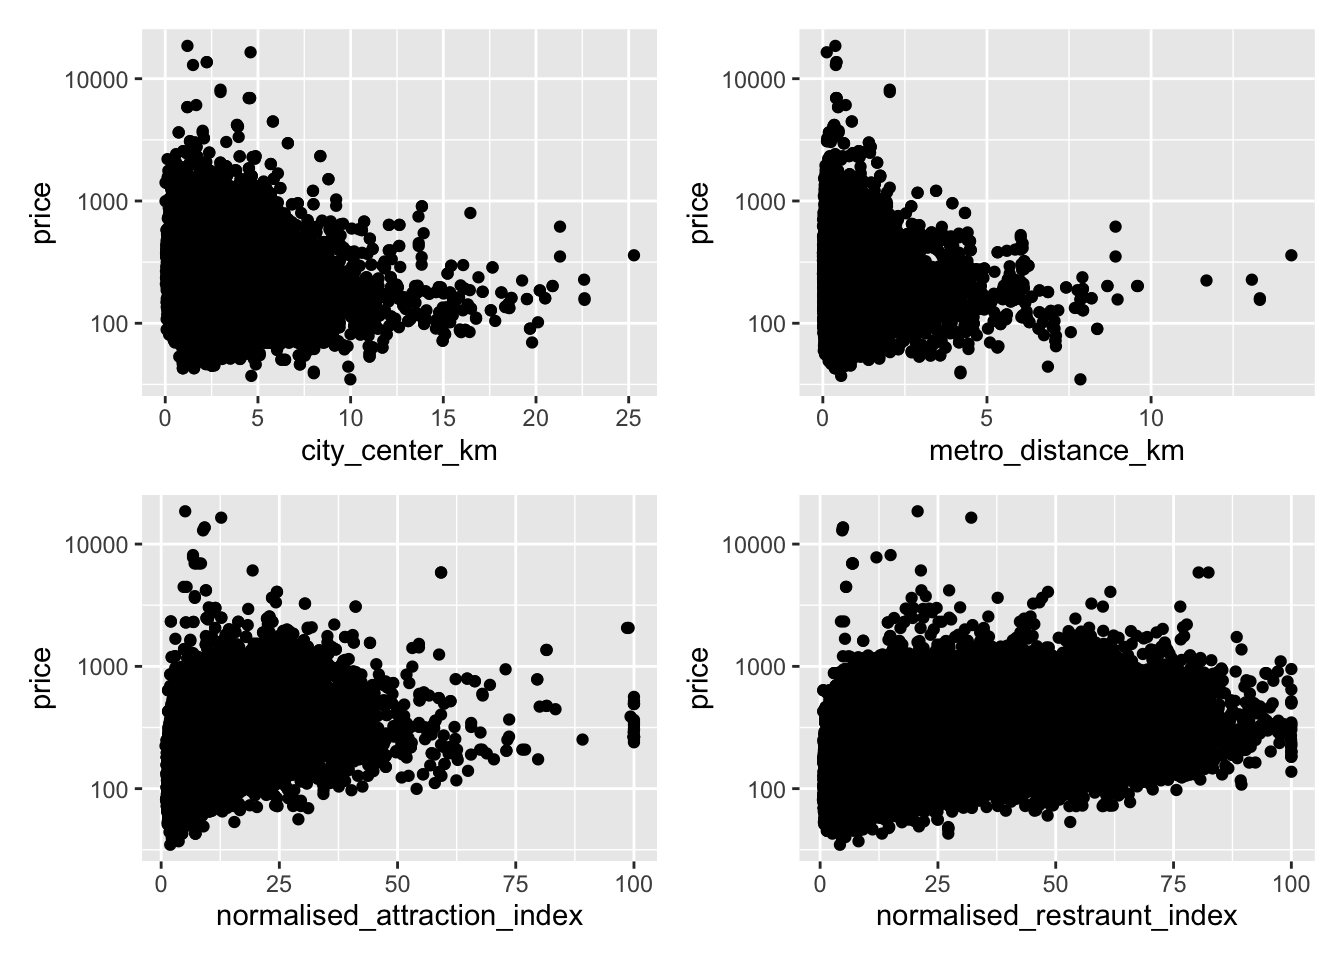 10000
1000
100
price
0 5 10 15 20 25
city_center_km
10000
1000
100
price
0 5 10
metro_distance_km
10000
1000
100
price
0 25 50 75 100
normalised_attraction_index
10000
1000
100
price
0 25 50 75 100
normalised_restraunt_index